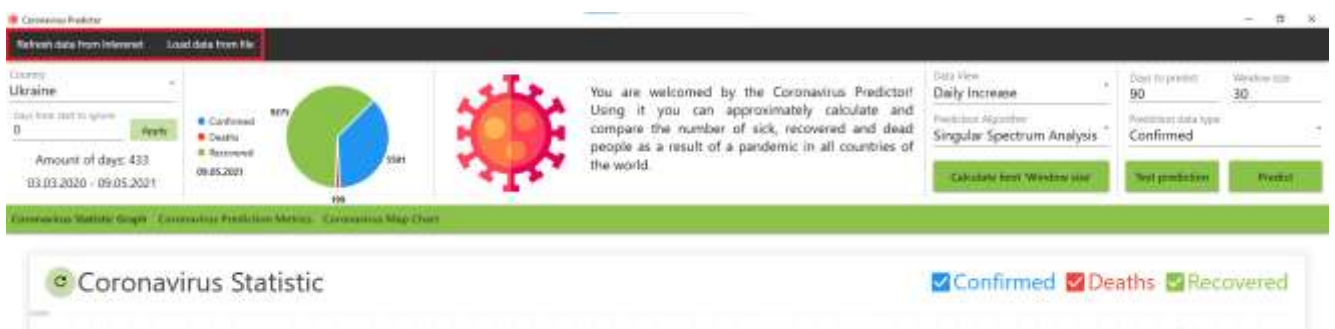 Coronavirus Predictor
Refresh data from Interenet Load data from file
Country
Ukraine
Days from start to ignore
0
Apply
Amount of days: 433
03.03.2020 - 09.05.2021
Confirmed
Deaths
Recovered
09.05.2021
You are welcomed by the Coronavirus Predictor!
Using it you can approximately calculate and
compare the number of sick, recovered and dead
people as a result of a pandemic in all countries of
the world.
Data View
Daily Increase
Prediction Algorithm
Singular Spectrum Analysis
Calculate best 'Window size'
Days to predict
90
Window size
30
Prediction data type
Confirmed
Test prediction
Predict
Coronavirus Statistic Graph Coronavirus Prediction Metrics Coronavirus Map Chart
Coronavirus Statistic
Confirmed Deaths Recovered